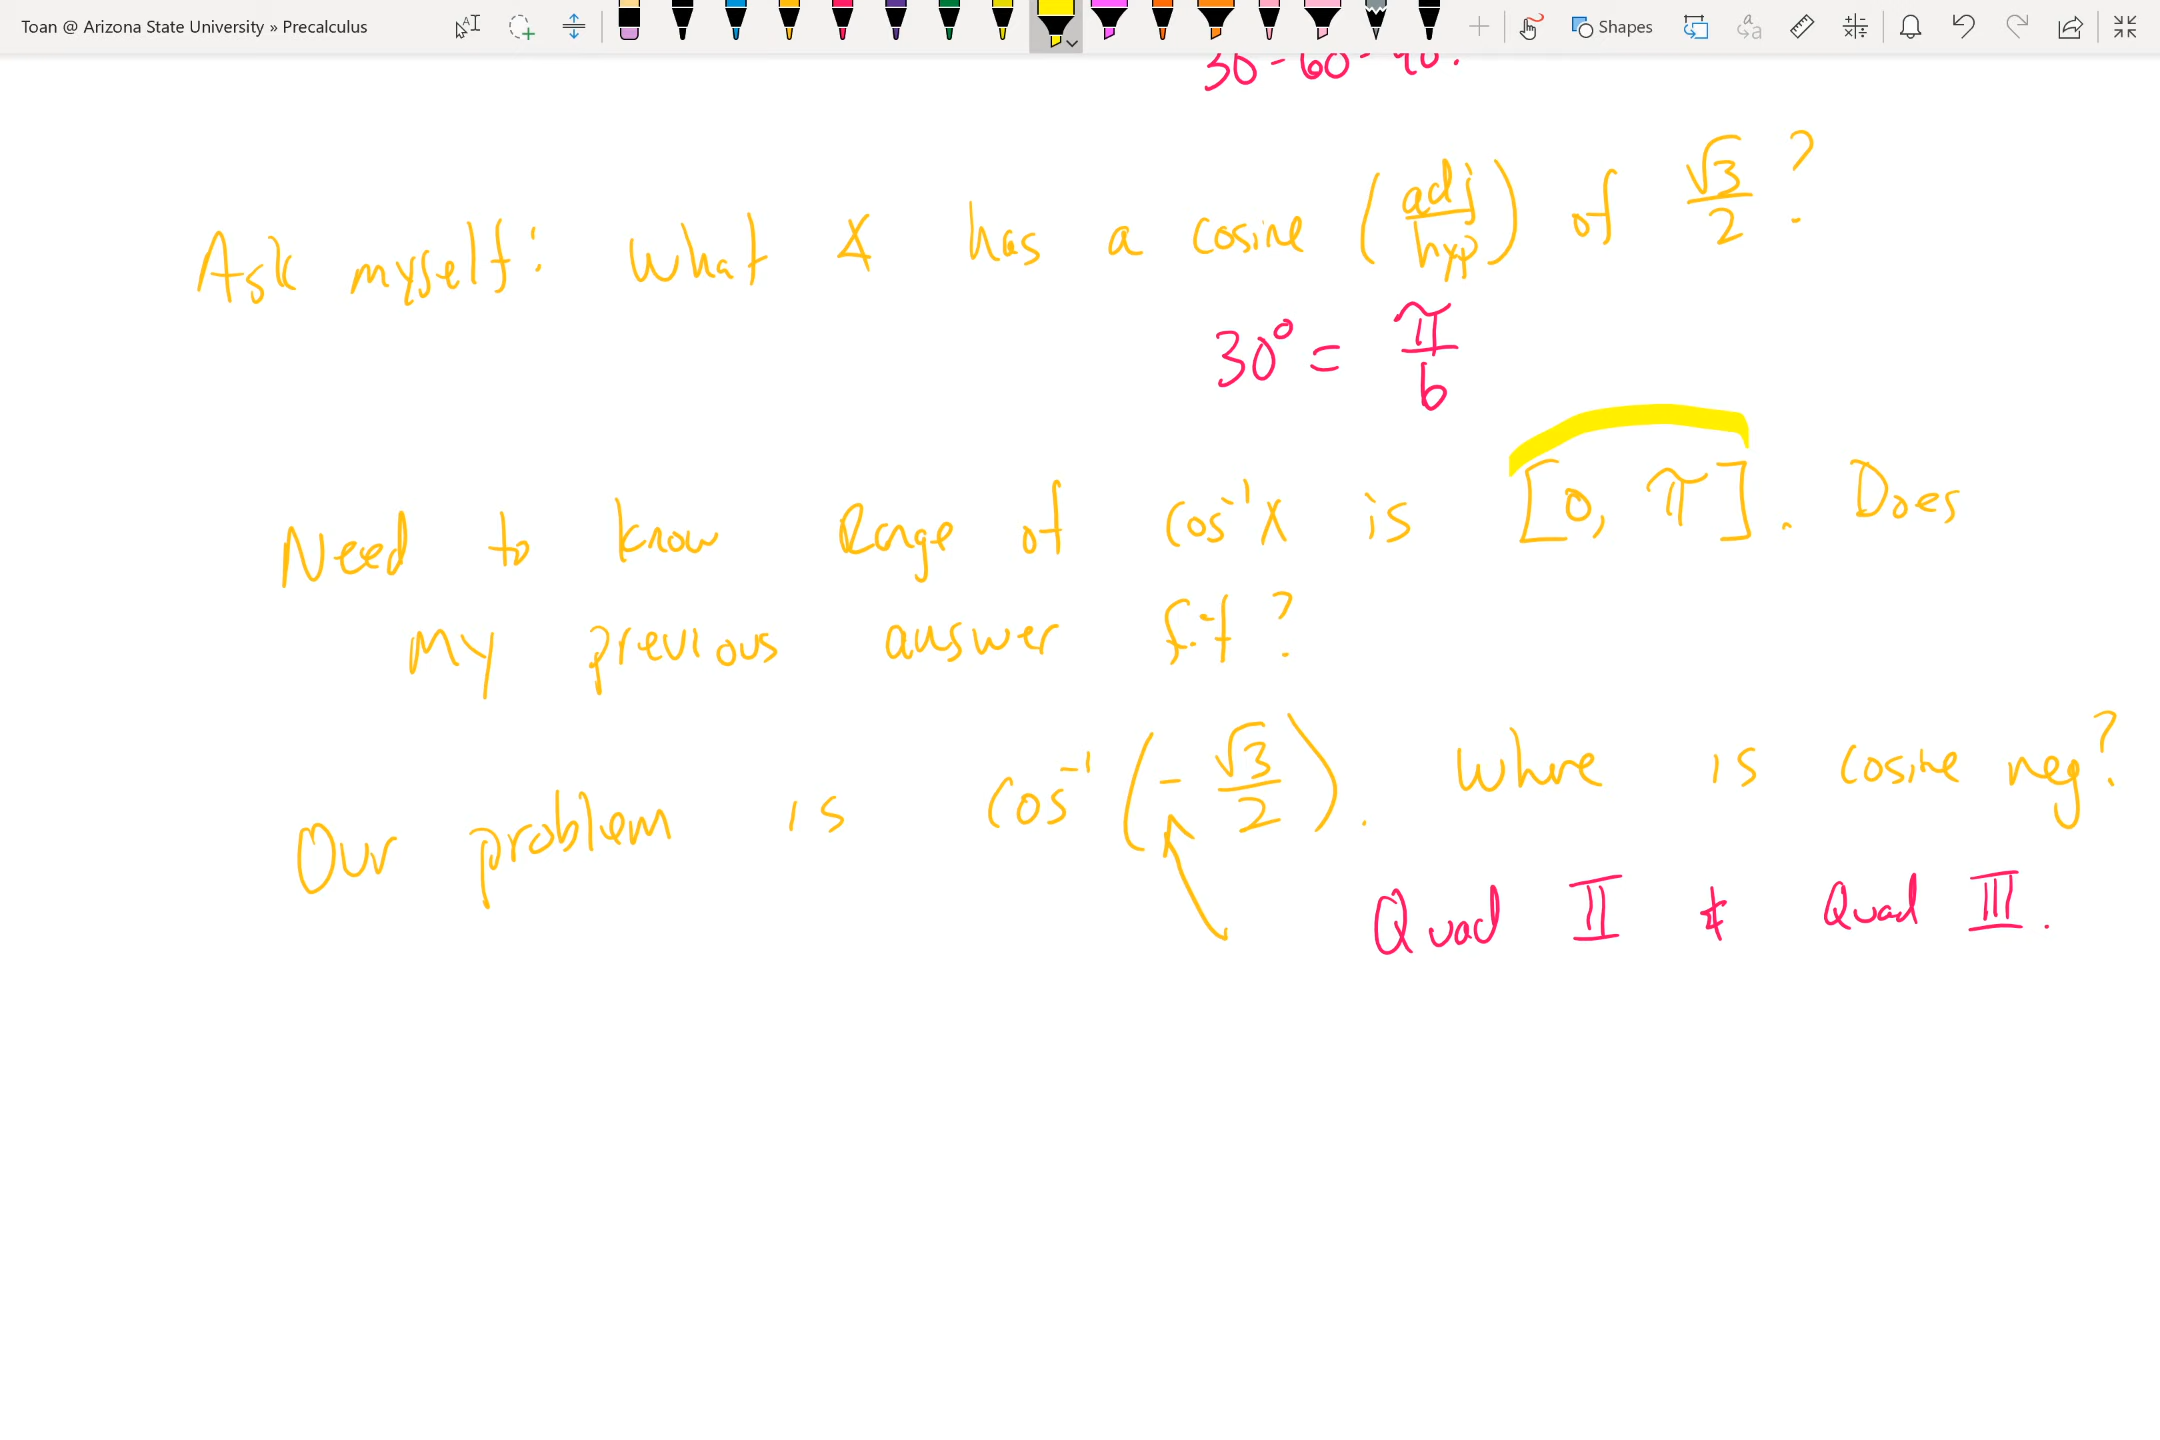 Toan @ Arizona State University » Precalculus
Shapes
30 - 60 - 90.
Ask myself: What ∡ has a cosine (adj/hyp) of √3/2 ?
30° = π/6
Need to know Range of cos⁻¹x is [0, π]. Does
my previous answer fit?
Our problem is cos⁻¹(-√3/2). Where is cosine neg?
Quad II & Quad III.